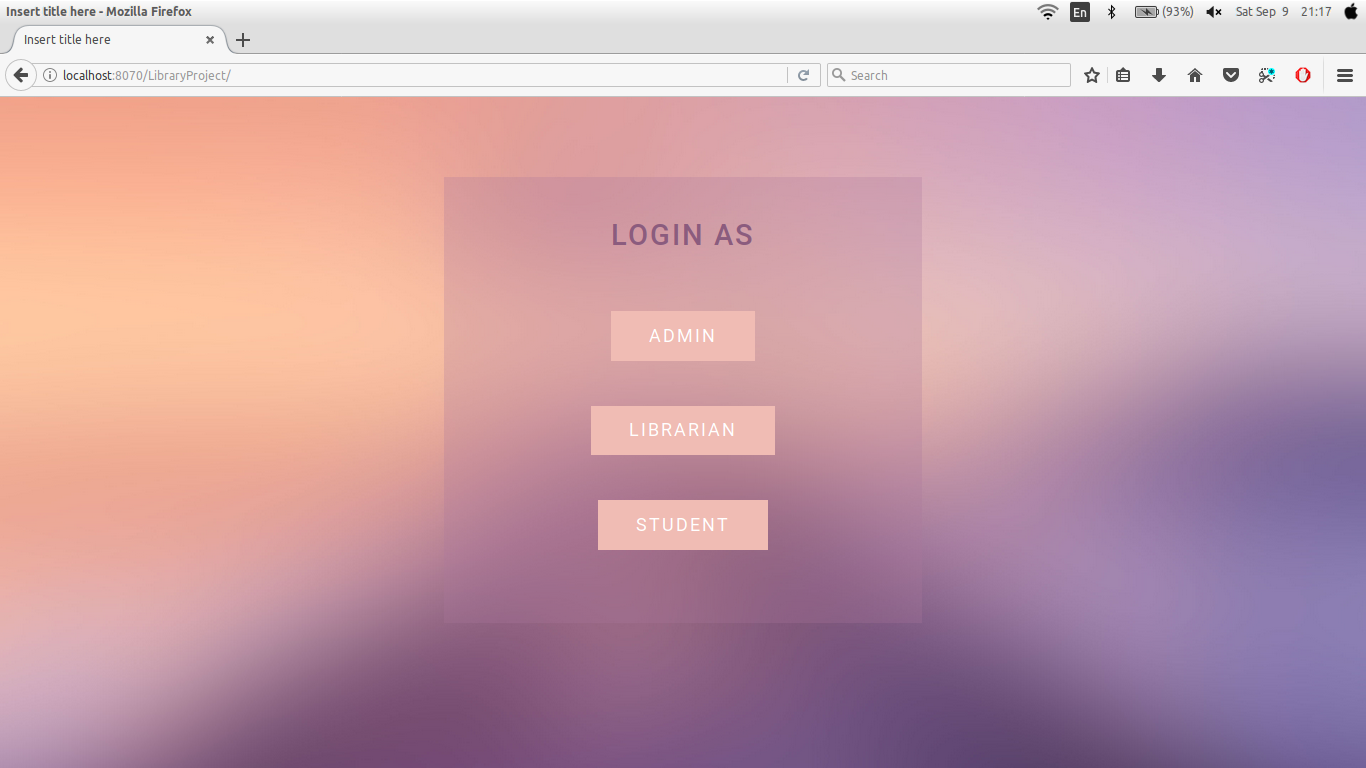 Insert title here - Mozilla Firefox
En
(93%)
Sat Sep 9 21:17
Insert title here
localhost:8070/LibraryProject/
Search
LOGIN AS
ADMIN
LIBRARIAN
STUDENT